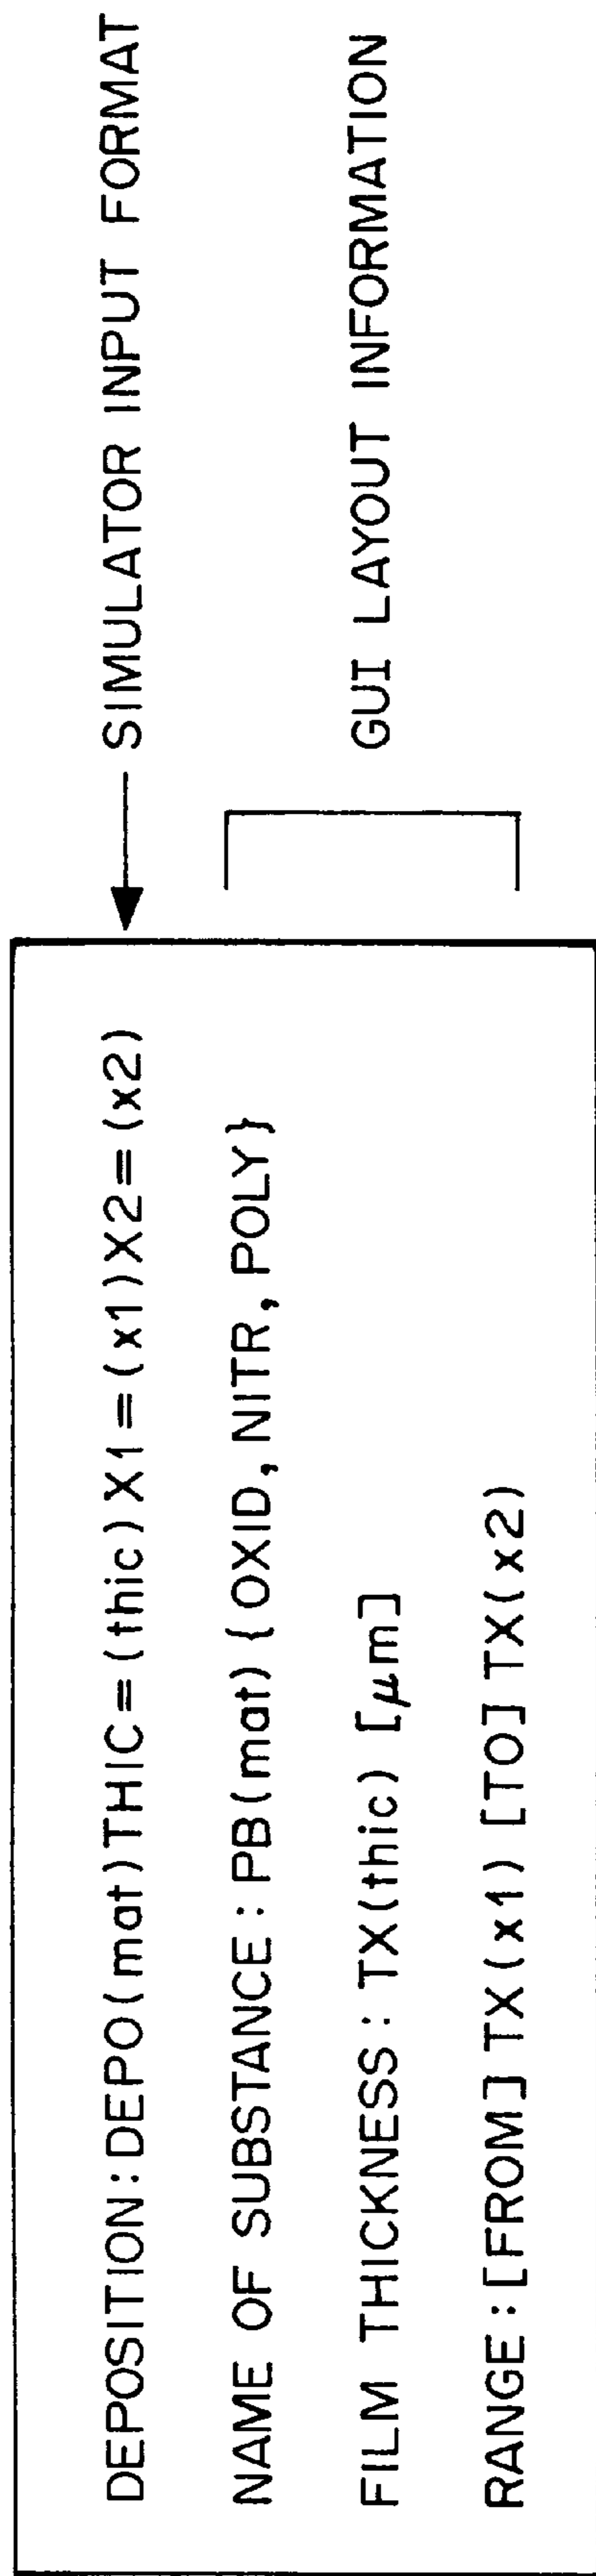 DEPOSITION:DEPO(mat)THIC=(thic)X1=(x1)X2=(x2)
NAME OF SUBSTANCE:PB(mat){OXID, NITR, POLY}
FILM THICKNESS: TX(thic) [μm]
RANGE:[FROM] TX(x1) [TO] TX(x2)
SIMULATOR INPUT FORMAT
GUI LAYOUT INFORMATION